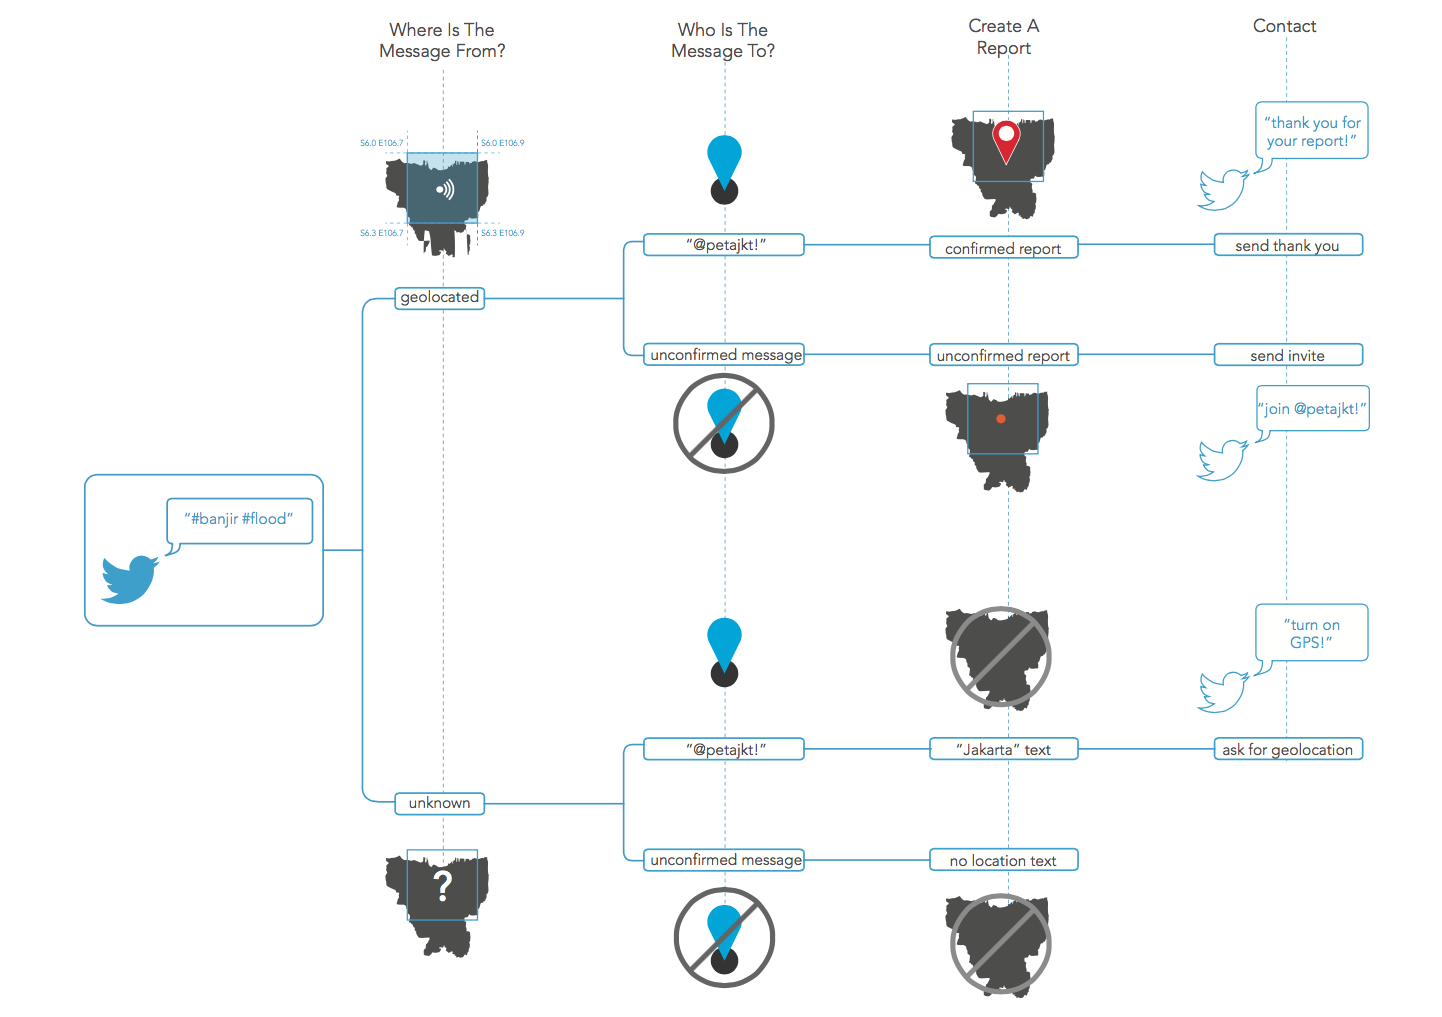 Where Is The
Message From?
Who Is The
Message To?
Create A
Report
Contact
S6.0 E106.7
S6.0 E106.9
S6.3 E106.7
S6.3 E106.9
“thank you for
your report!”
“@petajkt!”
confirmed report
send thank you
geolocated
unconfirmed message
unconfirmed report
send invite
“join @petajkt!”
“#banjir #flood”
“turn on
GPS!”
“@petajkt!”
“Jakarta” text
ask for geolocation
unknown
unconfirmed message
no location text
?